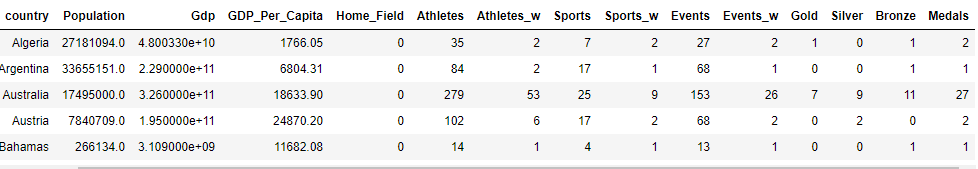 country Population Gdp GDP_Per_Capita Home_Field Athletes Athletes_w Sports Sports_w Events Events_w Gold Silver Bronze Medals
Algeria 27181094.0 4.800330e+10 1766.05 0 35 2 7 2 27 2 1 0 1 2
Argentina 33655151.0 2.290000e+11 6804.31 0 84 2 17 1 68 1 0 0 1 1
Australia 17495000.0 3.260000e+11 18633.90 0 279 53 25 9 153 26 7 9 11 27
Austria 7840709.0 1.950000e+11 24870.20 0 102 6 17 2 68 2 0 2 0 2
Bahamas 266134.0 3.109000e+09 11682.08 0 14 1 4 1 13 1 0 0 1 1